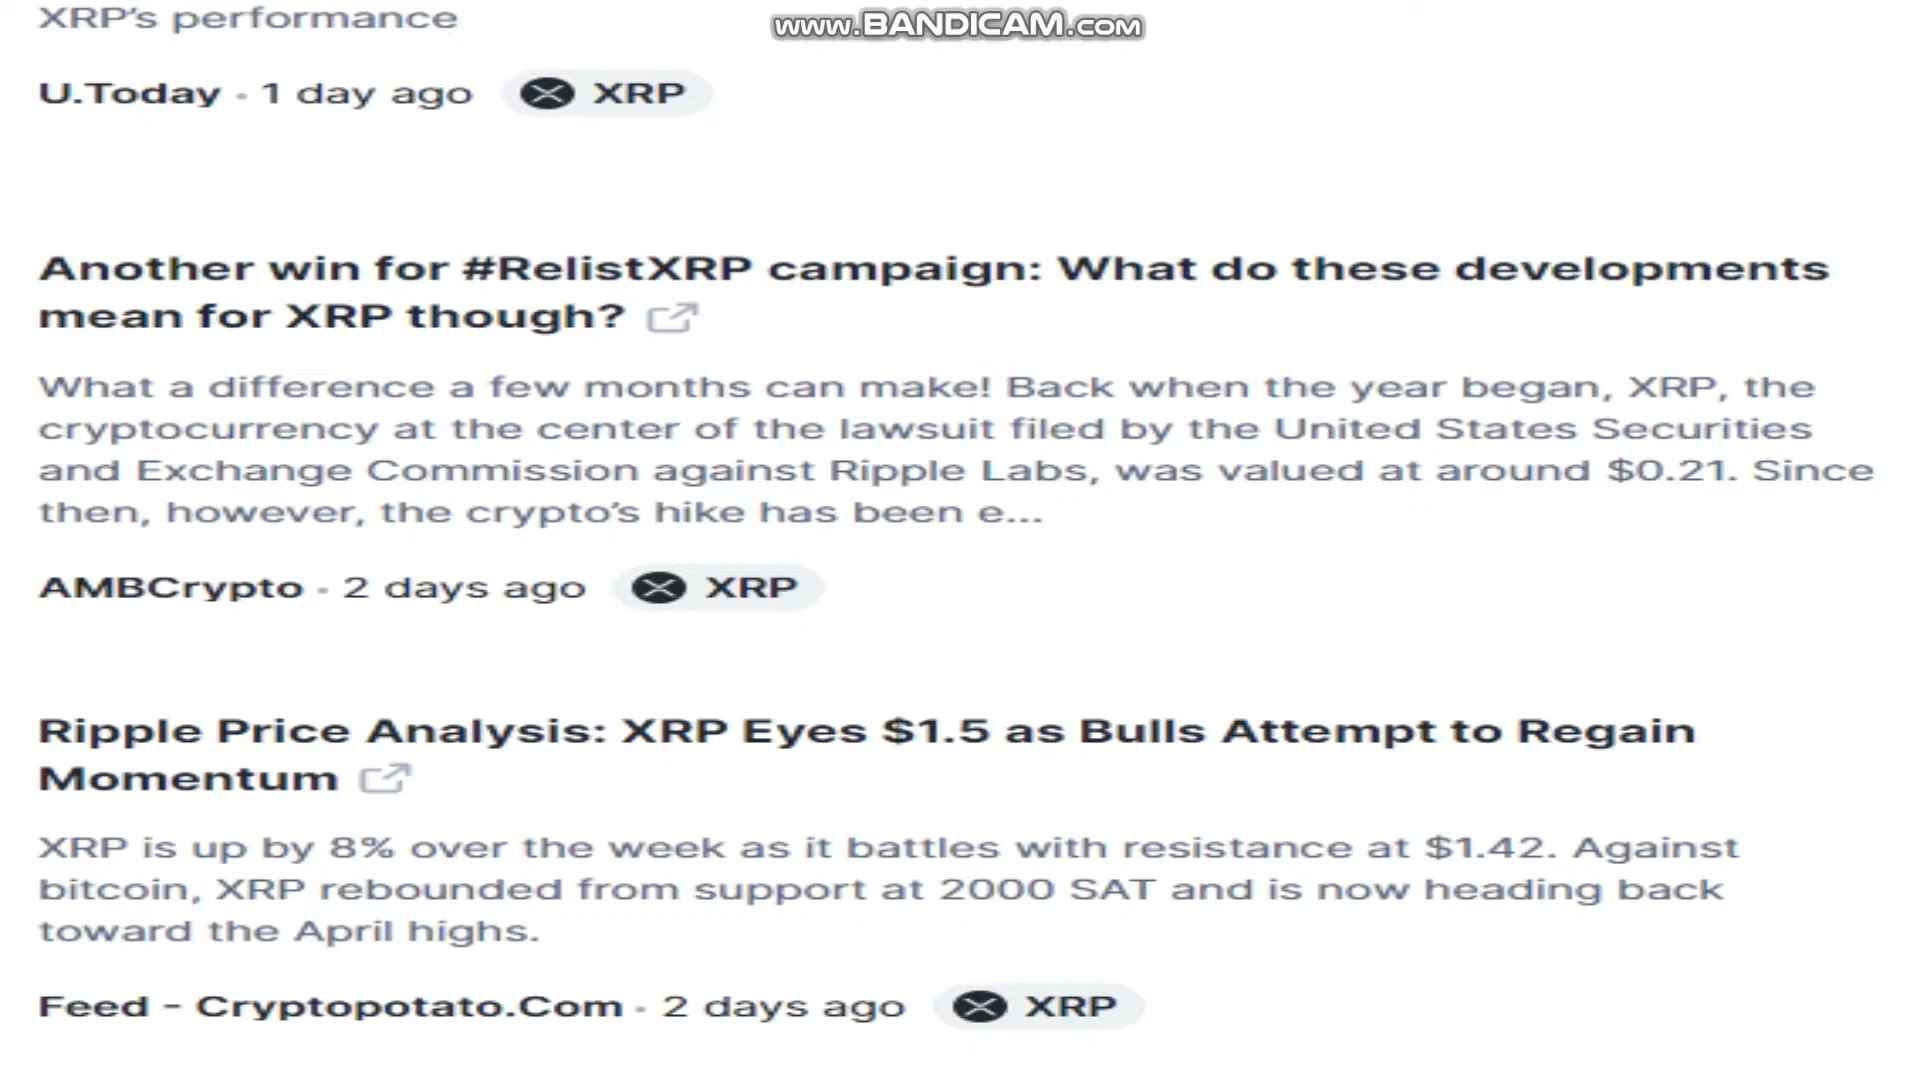 XRP's performance
www.BANDICAM.com
U.Today · 1 day ago XRP
Another win for #RelistXRP campaign: What do these developments
mean for XRP though?
What a difference a few months can make! Back when the year began, XRP, the
cryptocurrency at the center of the lawsuit filed by the United States Securities
and Exchange Commission against Ripple Labs, was valued at around $0.21. Since
then, however, the crypto's hike has been e...
AMBCrypto · 2 days ago XRP
Ripple Price Analysis: XRP Eyes $1.5 as Bulls Attempt to Regain
Momentum
XRP is up by 8% over the week as it battles with resistance at $1.42. Against
bitcoin, XRP rebounded from support at 2000 SAT and is now heading back
toward the April highs.
Feed - Cryptopotato.Com · 2 days ago XRP